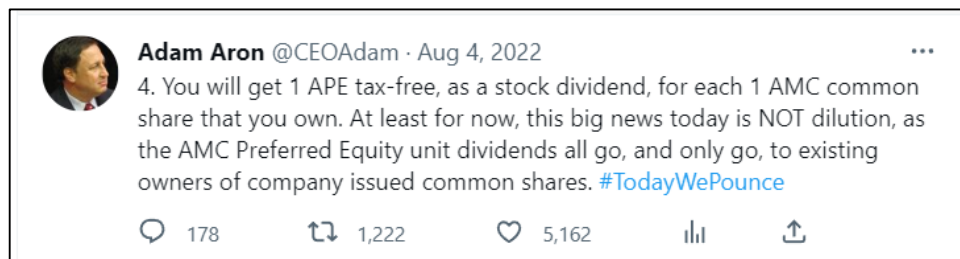 Adam Aron @CEOAdam · Aug 4, 2022
4. You will get 1 APE tax-free, as a stock dividend, for each 1 AMC common
share that you own. At least for now, this big news today is NOT dilution, as
the AMC Preferred Equity unit dividends all go, and only go, to existing
owners of company issued common shares. #TodayWePounce
178 1,222 5,162